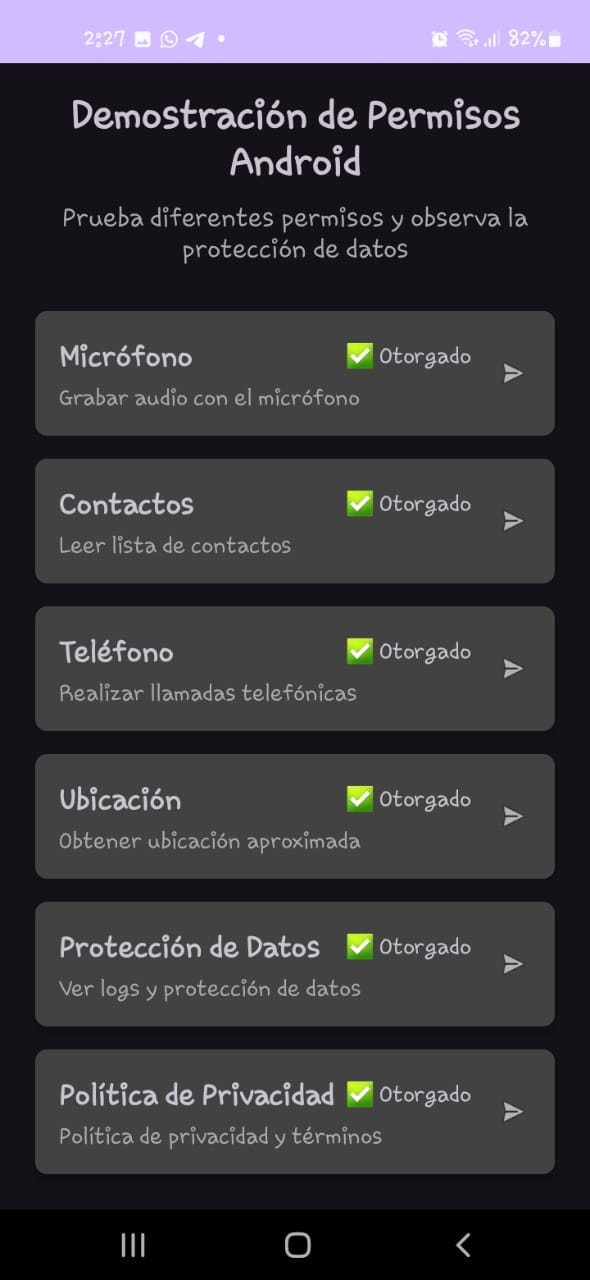 2:27
82%
Demostración de Permisos
Android
Prueba diferentes permisos y observa la
protección de datos
Micrófono ✅ Otorgado
Grabar audio con el micrófono
Contactos ✅ Otorgado
Leer lista de contactos
Teléfono ✅ Otorgado
Realizar llamadas telefónicas
Ubicación ✅ Otorgado
Obtener ubicación aproximada
Protección de Datos ✅ Otorgado
Ver logs y protección de datos
Política de Privacidad ✅ Otorgado
Política de privacidad y términos